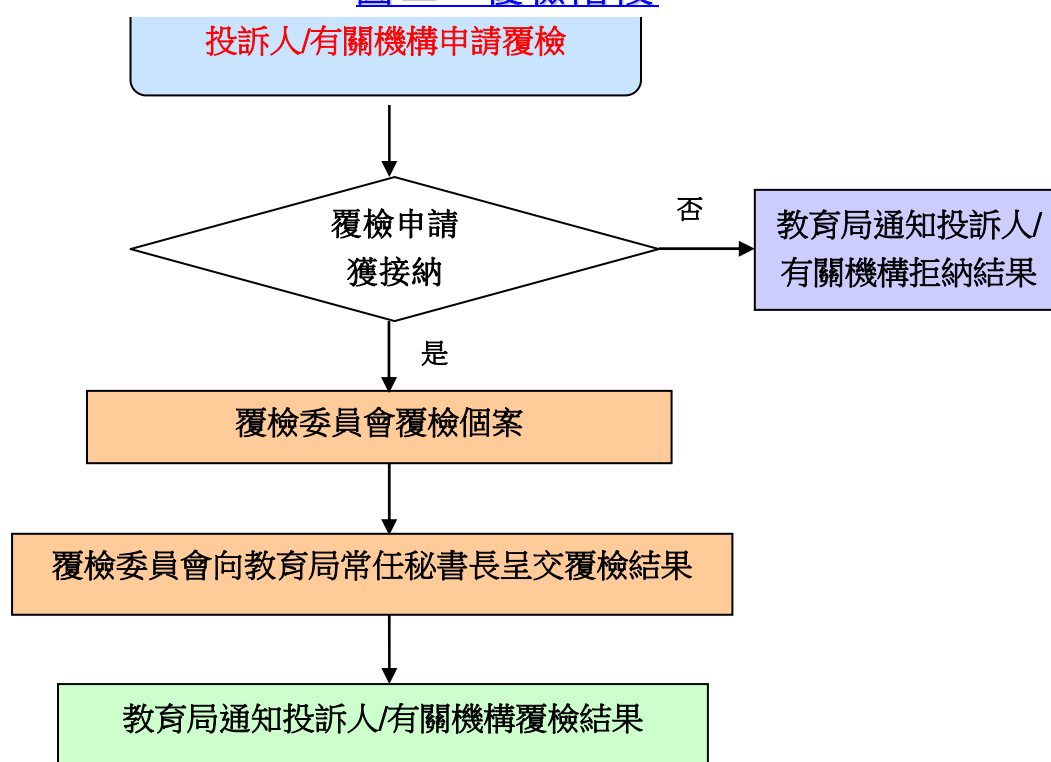 投訴人/有關機構申請覆檢
覆檢申請
獲接納
否
教育局通知投訴人/
有關機構拒納結果
是
覆檢委員會覆檢個案
覆檢委員會向教育局常任秘書長呈交覆檢結果
教育局通知投訴人/有關機構覆檢結果